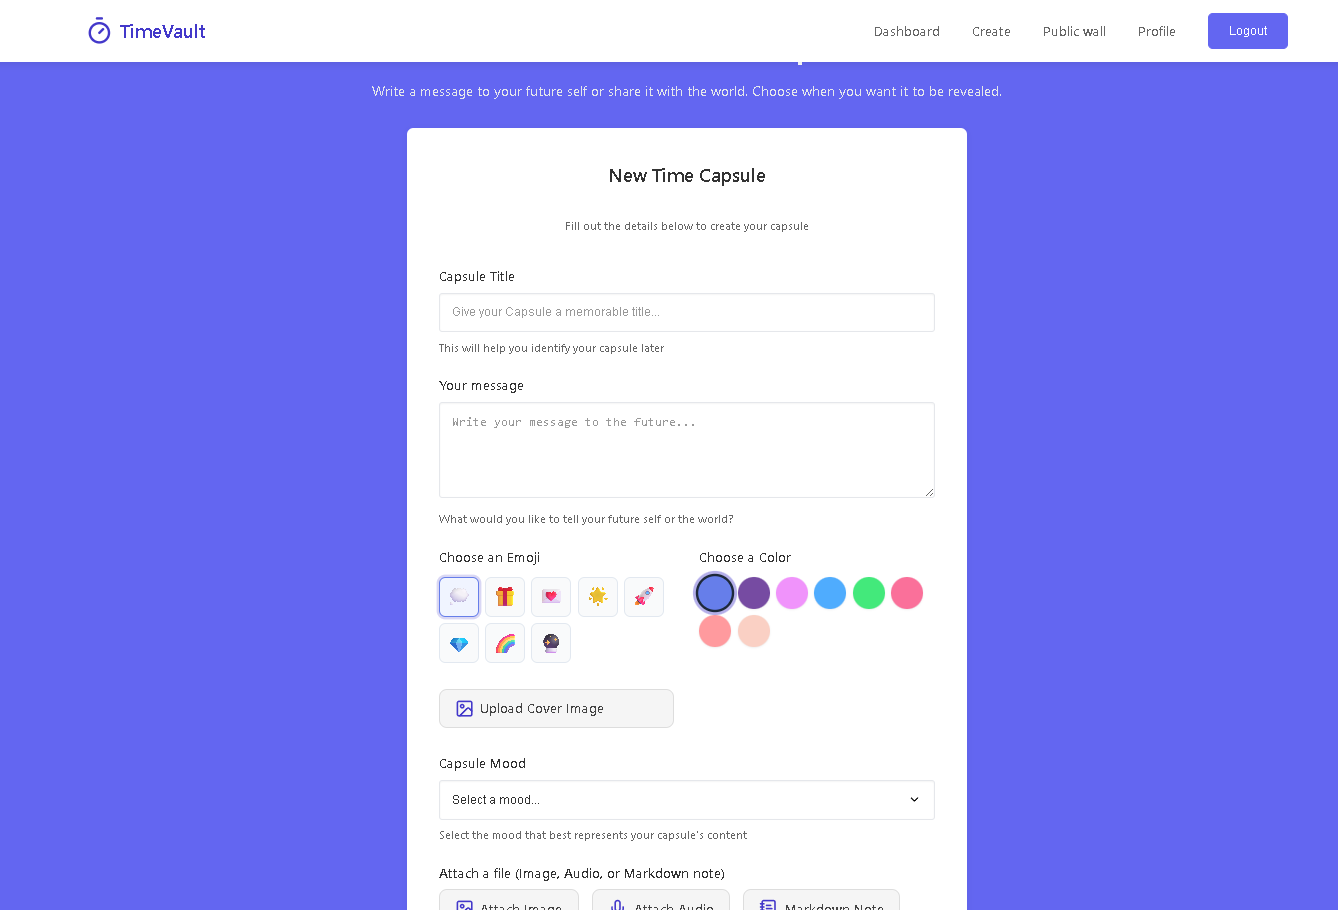 TimeVault
Dashboard Create Public wall Profile Logout
Write a message to your future self or share it with the world. Choose when you want it to be revealed.
New Time Capsule
Fill out the details below to create your capsule
Capsule Title
Give your Capsule a memorable title...
This will help you identify your capsule later
Your message
Write your message to the future...
What would you like to tell your future self or the world?
Choose an Emoji Choose a Color
Upload Cover Image
Capsule Mood
Select a mood...
Select the mood that best represents your capsule's content
Attach a file (Image, Audio, or Markdown note)
Attach Image Attach Audio Markdown Note